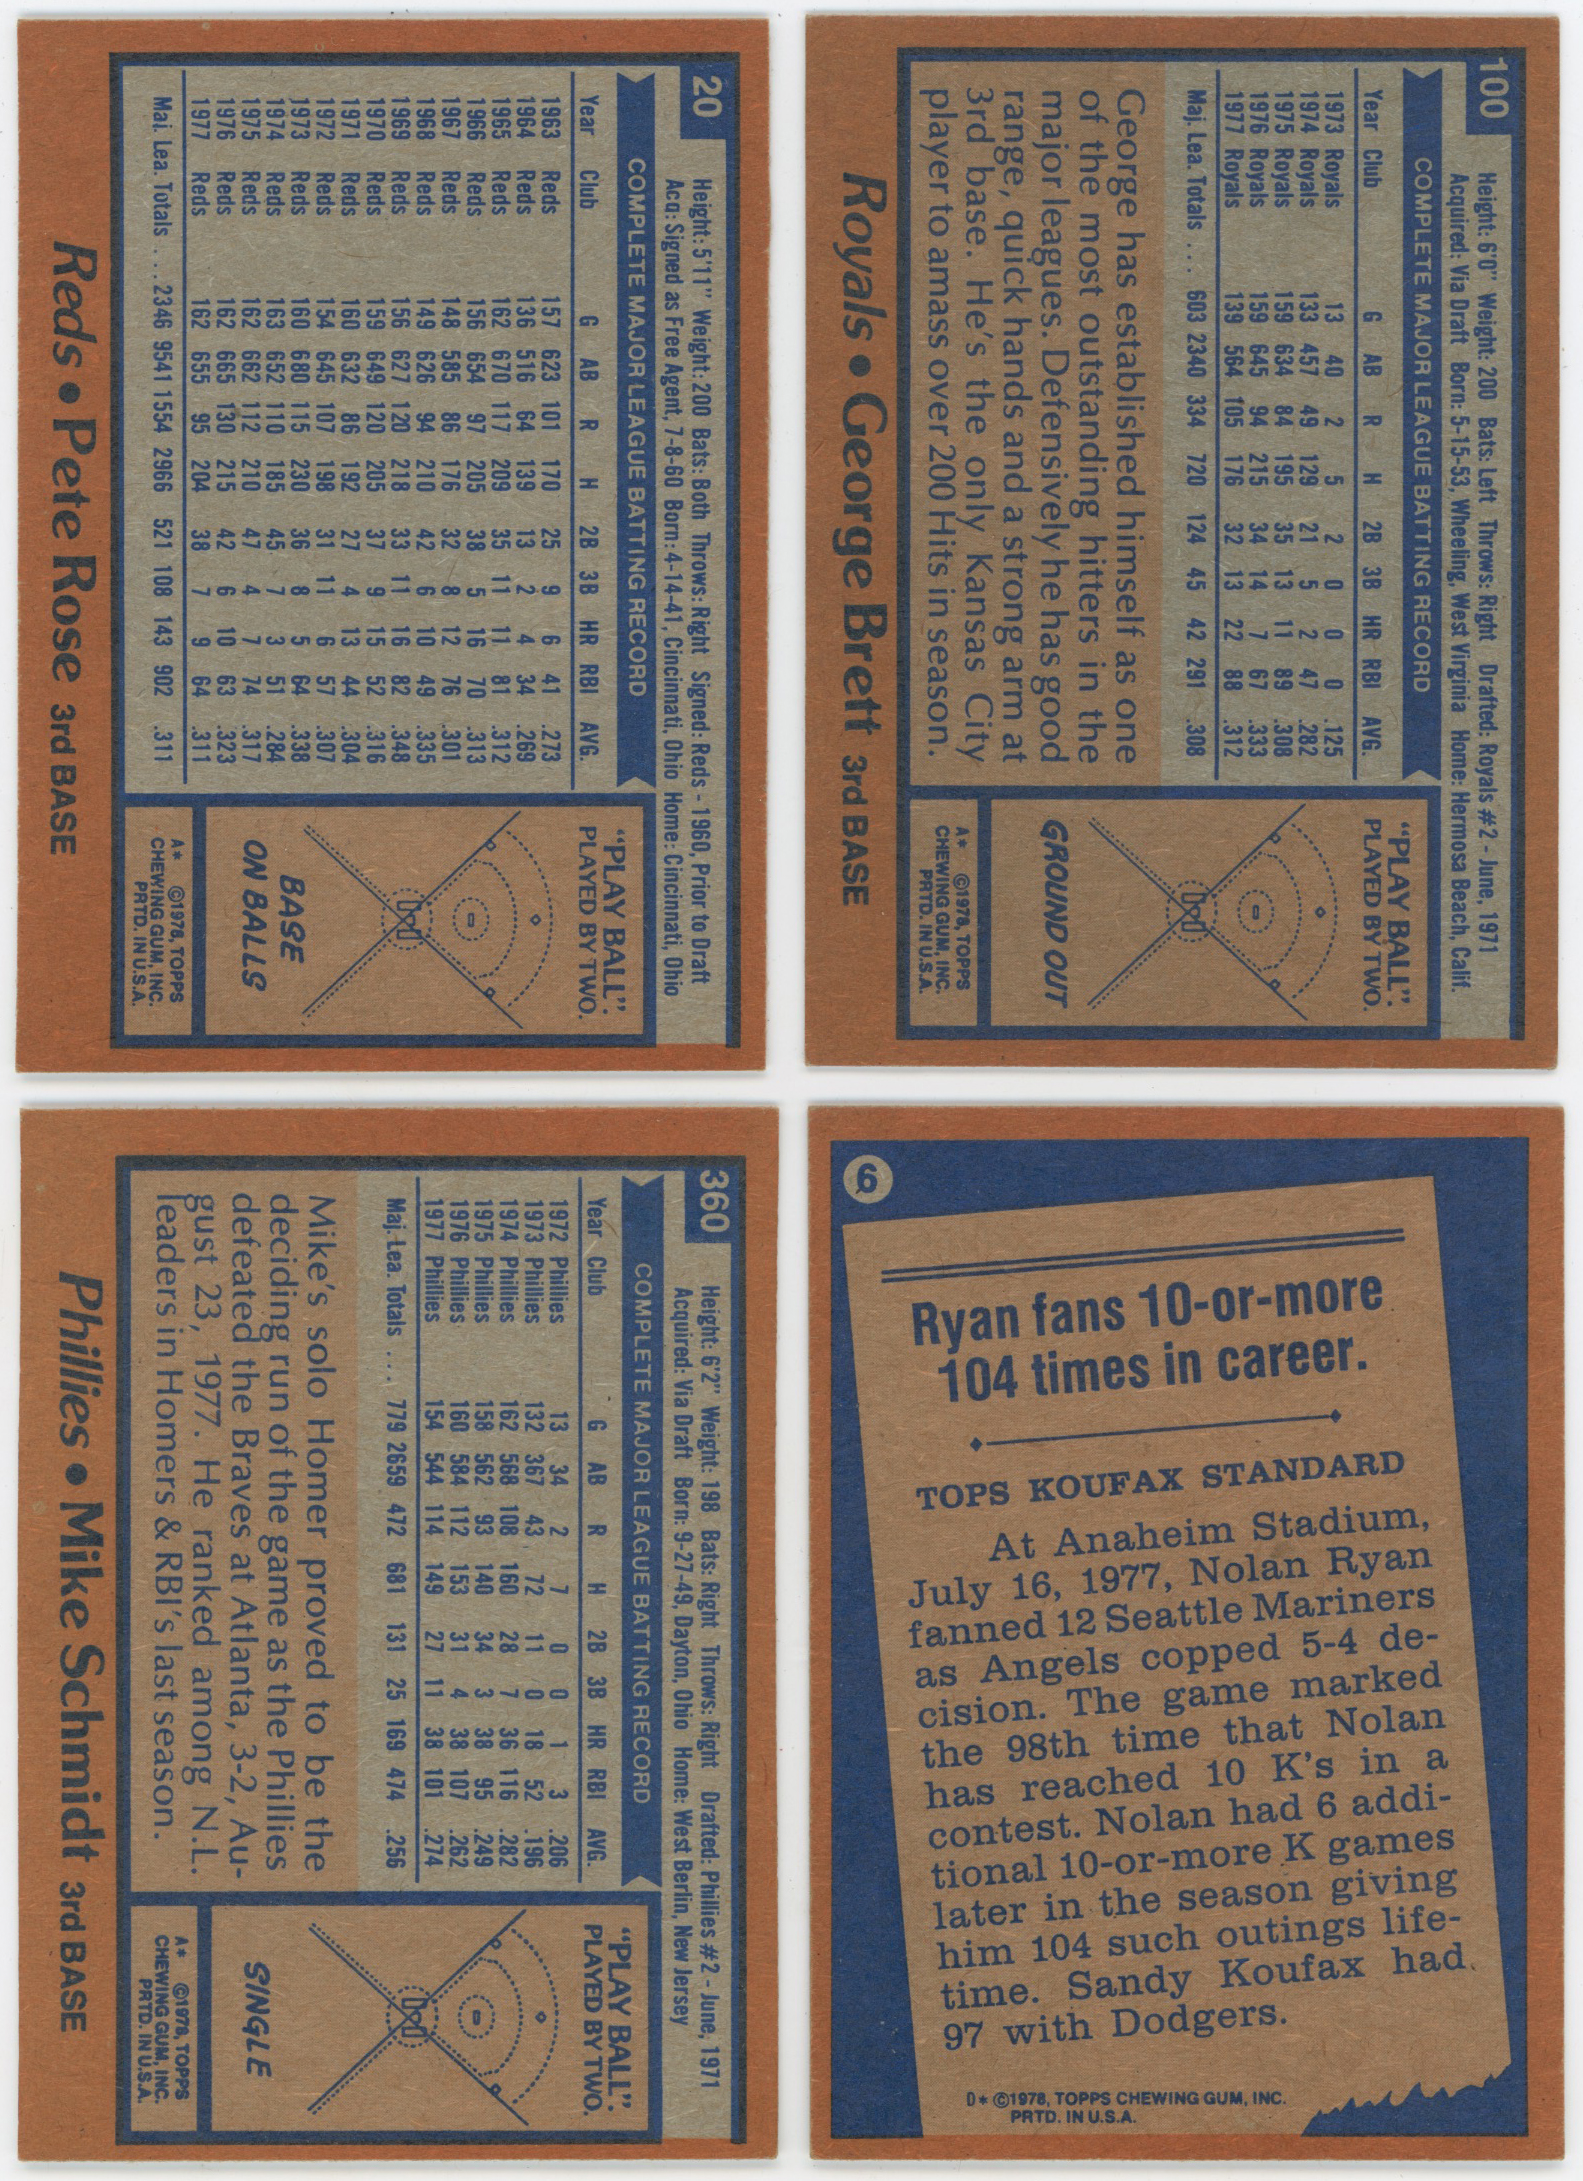 20
Height: 5'11" Weight: 200 Bats: Both Throws: Right Signed: Reds - 1960, Prior to Draft
Acq.: Signed as Free Agent, 7-8-60 Born: 4-14-41, Cincinnati, Ohio Home: Cincinnati, Ohio
COMPLETE MAJOR LEAGUE BATTING RECORD
Year Club G AB R H 2B 3B HR RBI AVG.
1963 Reds 157 623 101 170 25 9 6 41 .273
1964 Reds 136 516 64 139 13 2 4 34 .269
1965 Reds 162 670 117 209 35 11 11 81 .312
1966 Reds 156 654 97 205 38 5 16 70 .313
1967 Reds 148 585 86 176 32 8 12 76 .301
1968 Reds 149 626 94 210 42 6 10 49 .335
1969 Reds 156 627 120 218 33 11 16 82 .348
1970 Reds 159 649 120 205 37 9 15 52 .316
1971 Reds 160 632 86 192 27 4 13 44 .304
1972 Reds 154 645 107 198 31 11 6 57 .307
1973 Reds 160 680 115 230 36 8 5 64 .338
1974 Reds 163 652 110 185 45 7 3 51 .284
1975 Reds 162 662 112 210 47 4 7 74 .317
1976 Reds 162 665 130 215 42 6 10 63 .323
1977 Reds 162 655 95 204 38 7 9 64 .311
Maj. Lea. Totals .... 2346 9541 1554 2966 521 108 143 902 .311
"PLAY BALL":
PLAYED BY TWO.
BASE
ON BALLS
A* ©1978, TOPPS
CHEWING GUM, INC.
PRTD. IN U.S.A.
Reds • Pete Rose 3rd BASE
100
Height: 6'0" Weight: 200 Bats: Left Throws: Right Drafted: Royals #2 - June, 1971
Acquired: Via Draft Born: 5-15-53, Wheeling, West Virginia Home: Hermosa Beach, Calif.
COMPLETE MAJOR LEAGUE BATTING RECORD
Year Club G AB R H 2B 3B HR RBI AVG.
1973 Royals 13 40 2 5 2 0 0 0 .125
1974 Royals 133 457 49 129 21 5 2 47 .282
1975 Royals 159 634 84 195 35 13 11 89 .308
1976 Royals 159 645 94 215 34 14 7 67 .333
1977 Royals 139 564 105 176 32 13 22 88 .312
Maj. Lea. Totals ... 603 2340 334 720 124 45 42 291 .308
George has established himself as one
of the most outstanding hitters in the
major leagues. Defensively he has good
range, quick hands and a strong arm at
3rd base. He's the only Kansas City
player to amass over 200 Hits in season.
"PLAY BALL":
PLAYED BY TWO.
GROUND OUT
A* ©1978, TOPPS
CHEWING GUM, INC.
PRTD. IN U.S.A.
Royals • George Brett 3rd BASE
360
Height: 6'2" Weight: 198 Bats: Right Throws: Right Drafted: Phillies #2 - June, 1971
Acquired: Via Draft Born: 9-27-49, Dayton, Ohio Home: West Berlin, New Jersey
COMPLETE MAJOR LEAGUE BATTING RECORD
Year Club G AB R H 2B 3B HR RBI AVG.
1972 Phillies 13 34 2 7 0 0 1 3 .206
1973 Phillies 132 367 43 72 11 0 18 52 .196
1974 Phillies 162 568 108 160 28 7 36 116 .282
1975 Phillies 158 562 93 140 34 3 38 95 .249
1976 Phillies 160 584 112 153 31 4 38 107 .262
1977 Phillies 154 544 114 149 27 11 38 101 .274
Maj. Lea. Totals ... 779 2659 472 681 131 25 169 474 .256
Mike's solo Homer proved to be the
deciding run of the game as the Phillies
defeated the Braves at Atlanta, 3-2, Au-
gust 23, 1977. He ranked among N.L.
leaders in Homers & RBI's last season.
"PLAY BALL":
PLAYED BY TWO.
SINGLE
A* ©1978, TOPPS
CHEWING GUM, INC.
PRTD. IN U.S.A.
Phillies • Mike Schmidt 3rd BASE
6
Ryan fans 10-or-more
104 times in career.
TOPS KOUFAX STANDARD
At Anaheim Stadium,
July 16, 1977, Nolan Ryan
fanned 12 Seattle Mariners
as Angels copped 5-4 de-
cision. The game marked
the 98th time that Nolan
has reached 10 K's in a
contest. Nolan had 6 addi-
tional 10-or-more K games
later in the season giving
him 104 such outings life-
time. Sandy Koufax had
97 with Dodgers.
D* ©1978, TOPPS CHEWING GUM, INC.
PRTD. IN U.S.A.